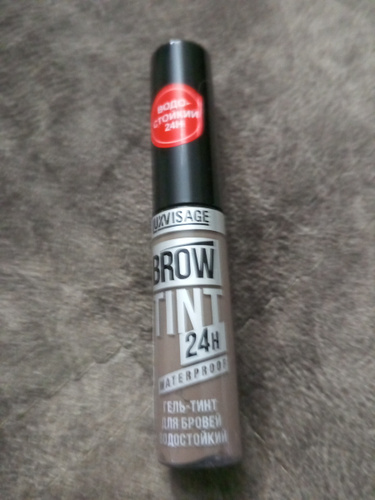 ВОДО-
СТОЙКИЙ
24H
LUXVISAGE
BROW
TINT
24H
WATERPROOF
ГЕЛЬ-ТИНТ
ДЛЯ БРОВЕЙ
ВОДОСТОЙКИЙ